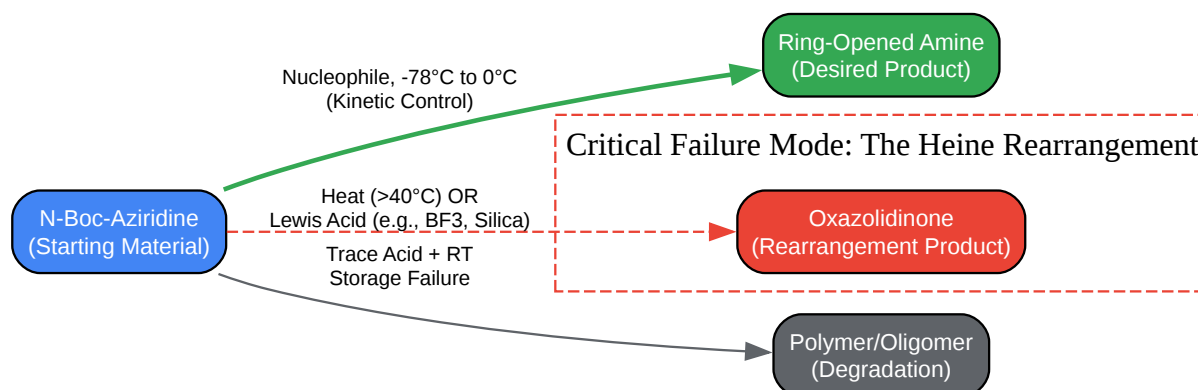 Ring-Opened Amine
(Desired Product)
Nucleophile, -78°C to 0°C
(Kinetic Control)
Critical Failure Mode: The Heine Rearrangement
N-Boc-Aziridine
(Starting Material)
Heat (>40°C) OR
Lewis Acid (e.g., BF3, Silica)
Oxazolidinone
(Rearrangement Product)
Trace Acid + RT
Storage Failure
Polymer/Oligomer
(Degradation)